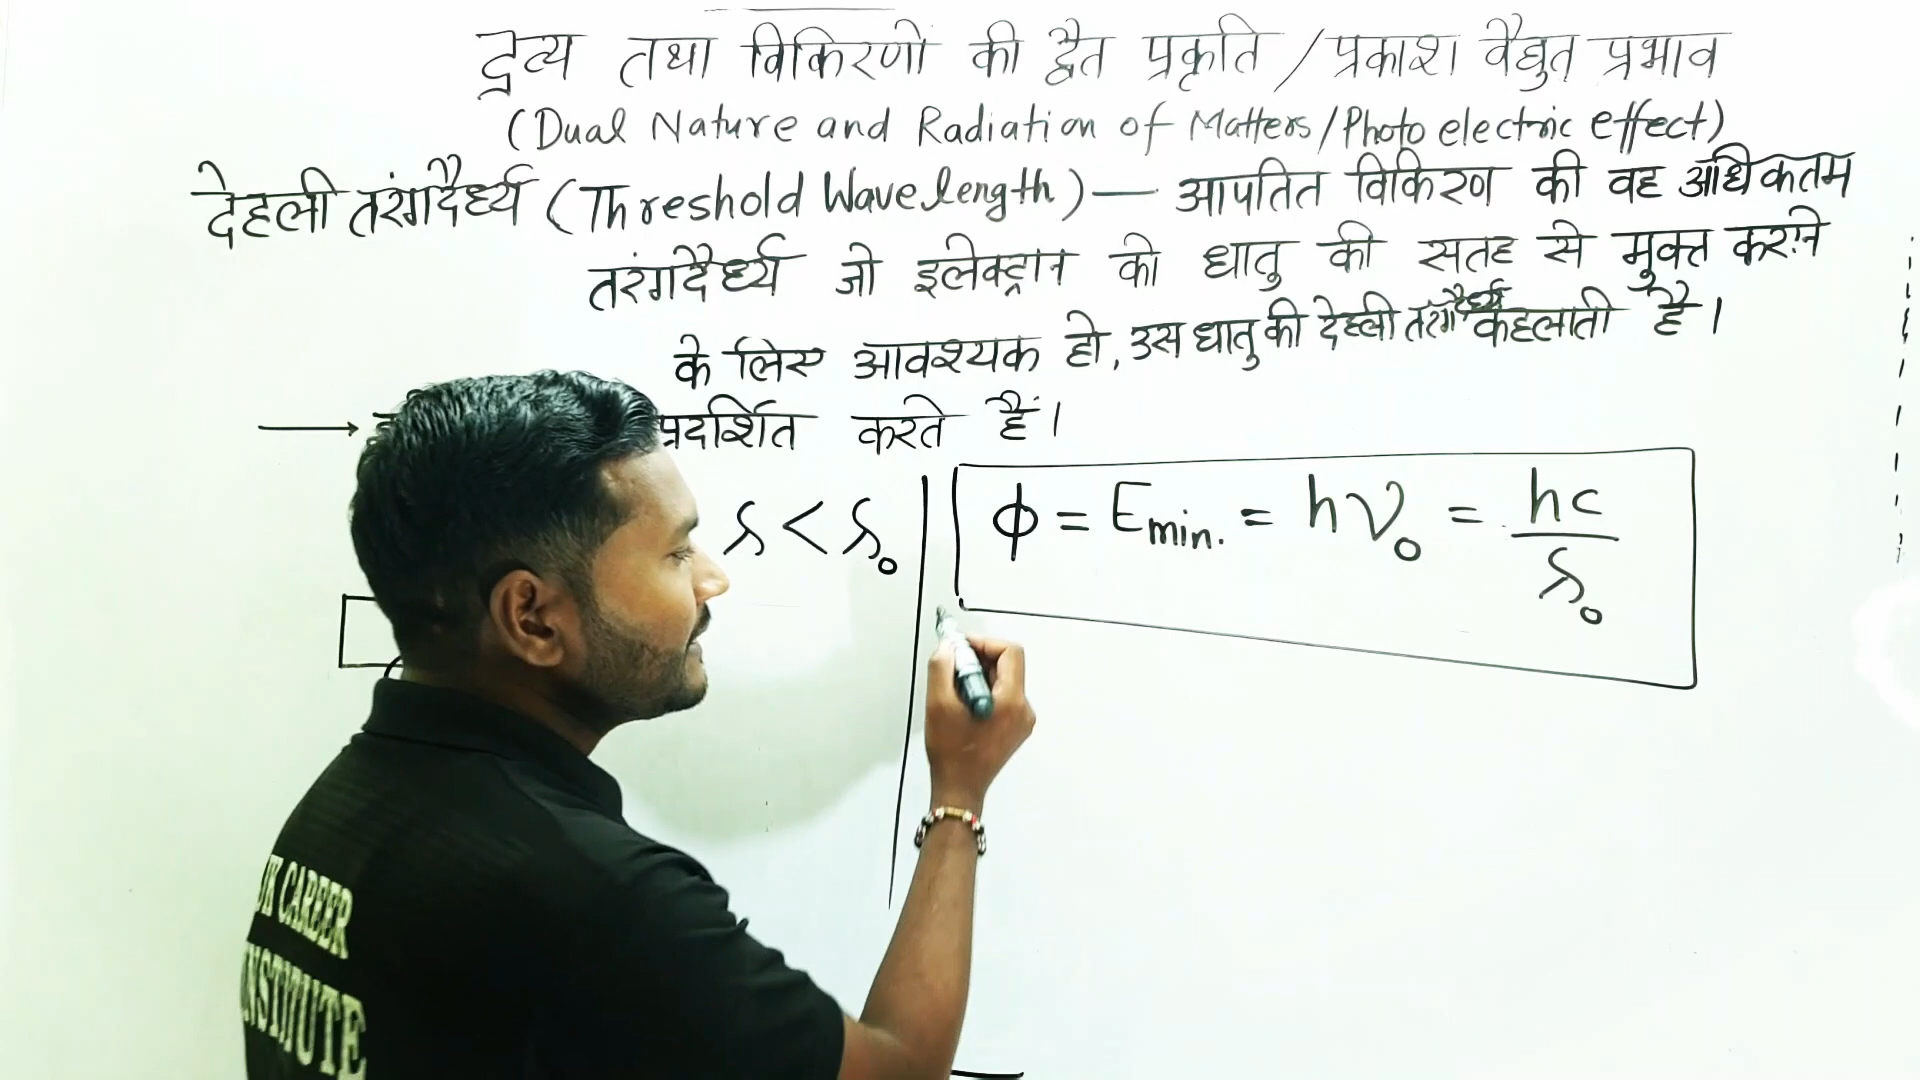 द्रव्य तथा विकिरणों की द्वैत प्रकृति / प्रकाश वैद्युत प्रभाव
(Dual Nature and Radiation of Matters/Photo electric effect)
देहली तरंगदैर्ध्य (Threshold Wavelength) — आपतित विकिरण की वह अधिकतम
तरंगदैर्ध्य जो इलेक्ट्रान को धातु की सतह से मुक्त करने
के लिए आवश्यक हो, उस धातु की देहली तरंगदैर्ध्य कहलाती है।
→ प्रदर्शित करते हैं।
λ < λ₀
ϕ = Emin. = hν₀ = hc/λ₀
UK CAREER
INSTITUTE